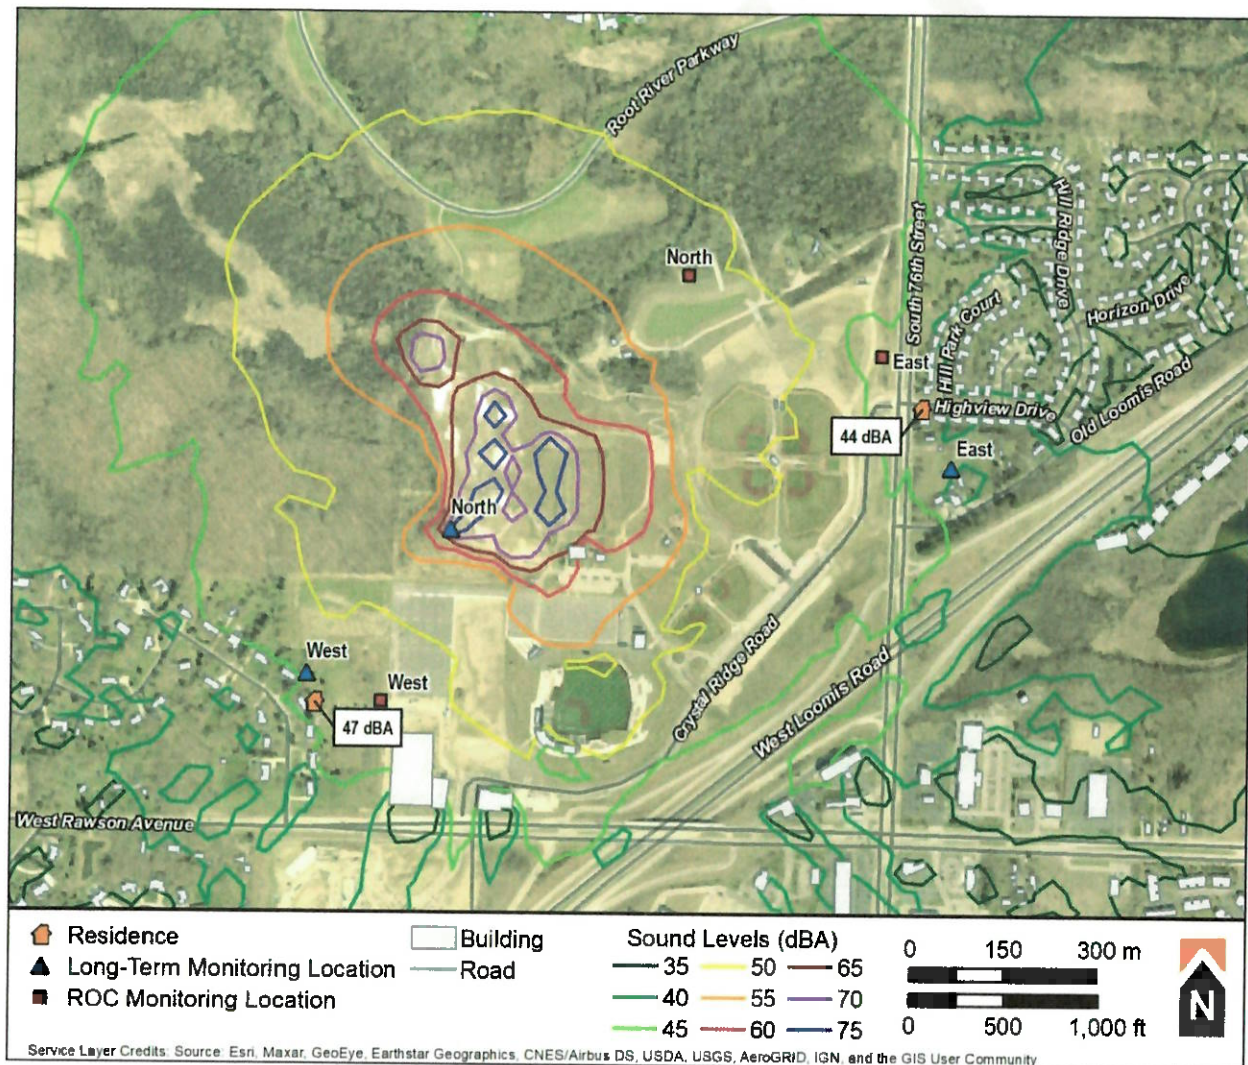 Root River Parkway
North
South 76th Street
Hill Ridge Drive
Horizon Drive
Hill Park Court
East
Highview Drive
Old Loomis Road
44 dBA
East
North
West
West
47 dBA
Crystal Ridge Road
West Loomis Road
West Rawson Avenue
Residence
Long-Term Monitoring Location
ROC Monitoring Location
Building
Road
Sound Levels (dBA)
35 50 65
40 55 70
45 60 75
0 150 300 m
0 500 1,000 ft
N
Service Layer Credits: Source: Esri, Maxar, GeoEye, Earthstar Geographics, CNES/Airbus DS, USDA, USGS, AeroGRID, IGN, and the GIS User Community